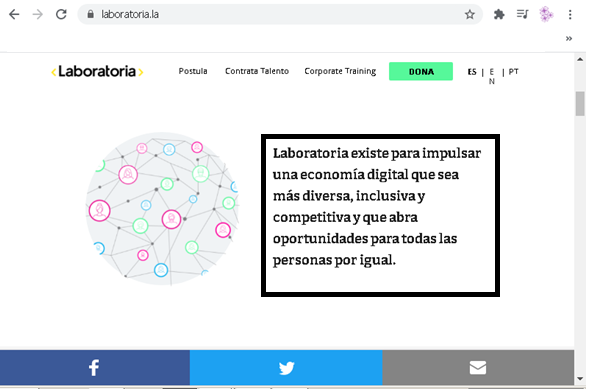 laboratoria.la
»
‹Laboratoria›
Postula Contrata Talento Corporate Training DONA ES | EN | PT
Laboratoria existe para impulsar
una economía digital que sea
más diversa, inclusiva y
competitiva y que abra
oportunidades para todas las
personas por igual.